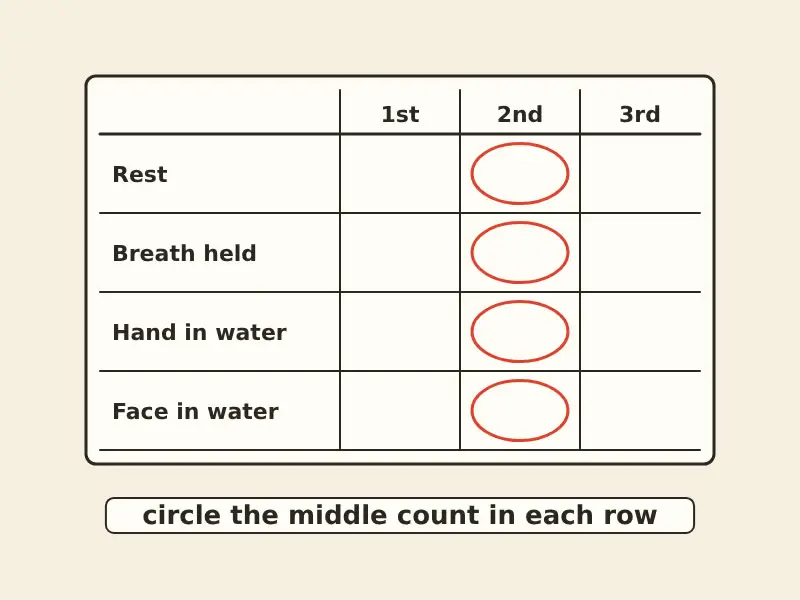 1st 2nd 3rd
Rest
Breath held
Hand in water
Face in water
circle the middle count in each row